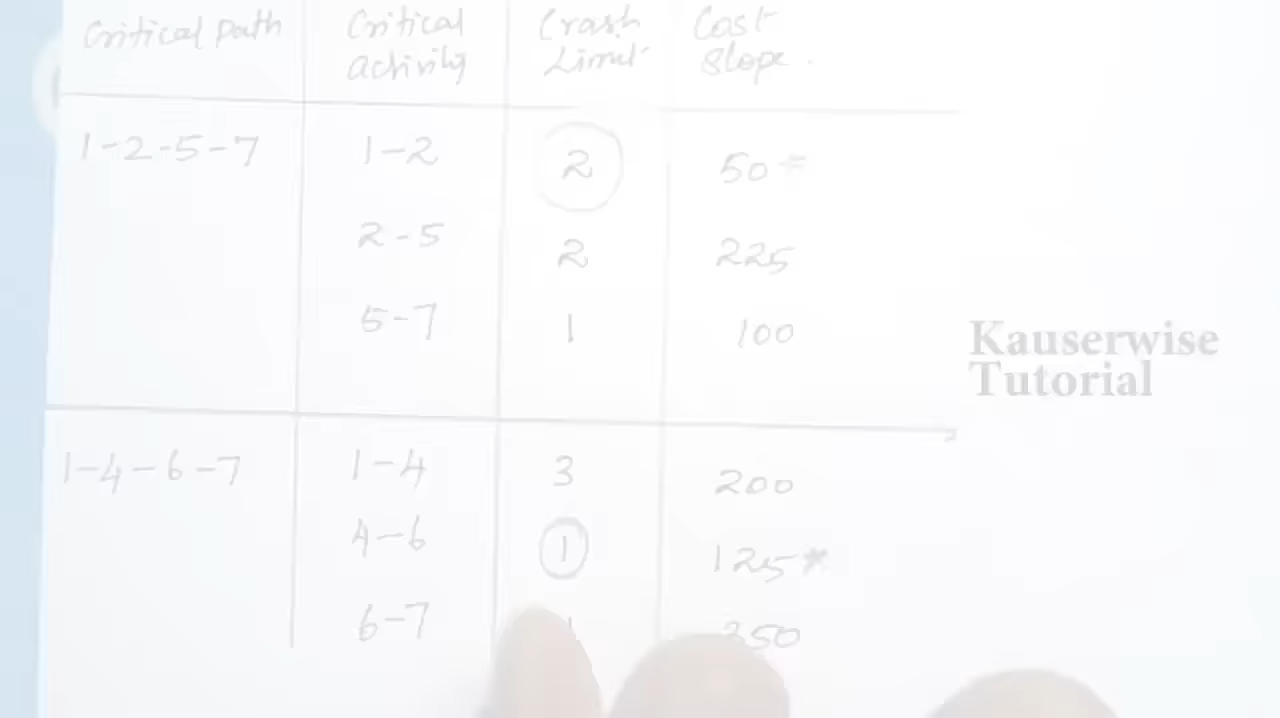 Critical Path Critical Activity Crash Limit Cost Slope.
1-2-5-7 1-2 2 50*
2-5 2 225
5-7 1 100
1-4-6-7 1-4 3 200
4-6 1 125*
6-7 1
Kauserwise
Tutorial